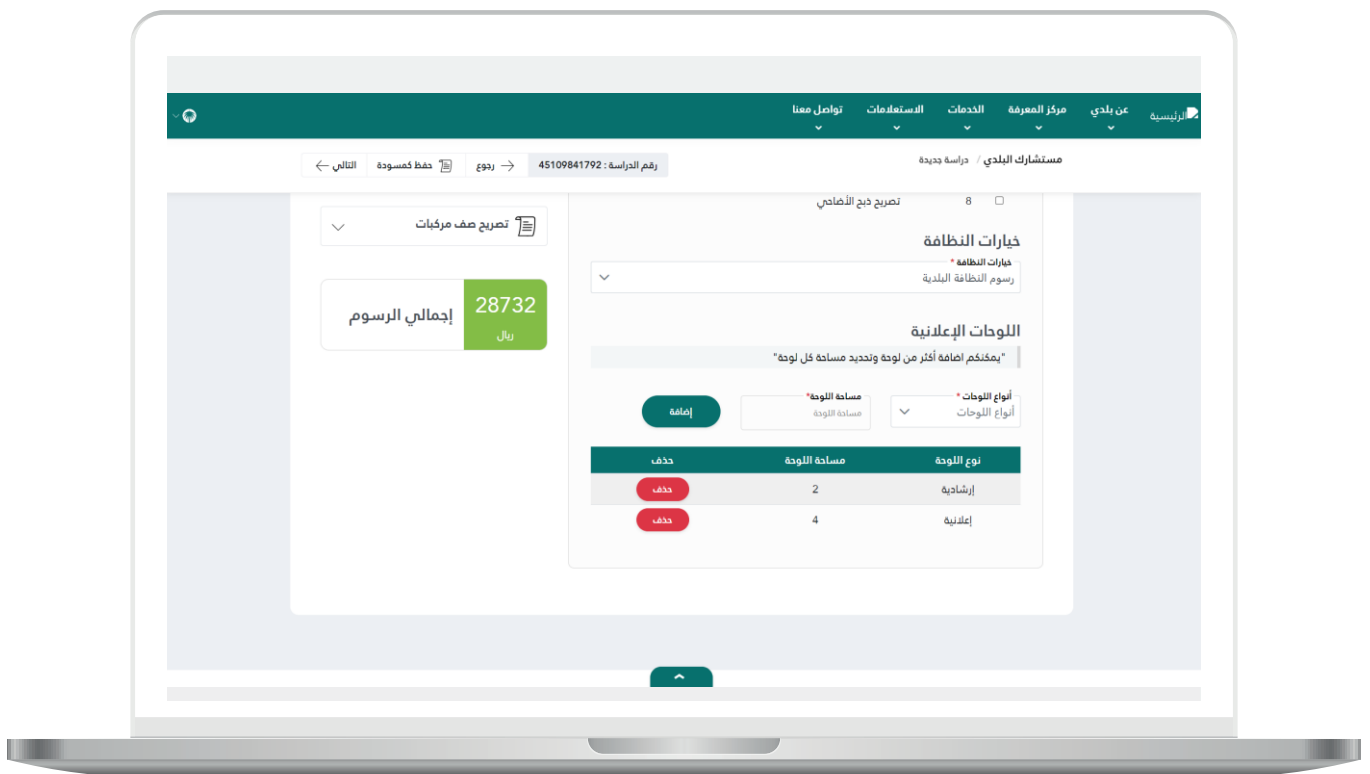 الرئيسية
عن بلدي
مركز المعرفة
الخدمات
الاستعلامات
تواصل معنا
مستشارك البلدي / دراسة جديدة
رقم الدراسة : 45109841792
رجوع
حفظ كمسودة
التالي
8 تصريح ذبح الأضاحي
خيارات النظافة
خيارات النظافة *
رسوم النظافة البلدية
اللوحات الإعلانية
"يمكنكم اضافة أكثر من لوحة وتحديد مساحة كل لوحة"
أنواع اللوحات *
أنواع اللوحات
مساحة اللوحة*
مساحة اللوحة
إضافة
نوع اللوحة مساحة اللوحة حذف
إرشادية 2 حذف
إعلانية 4 حذف
تصريح صف مركبات
28732
ريال
إجمالي الرسوم